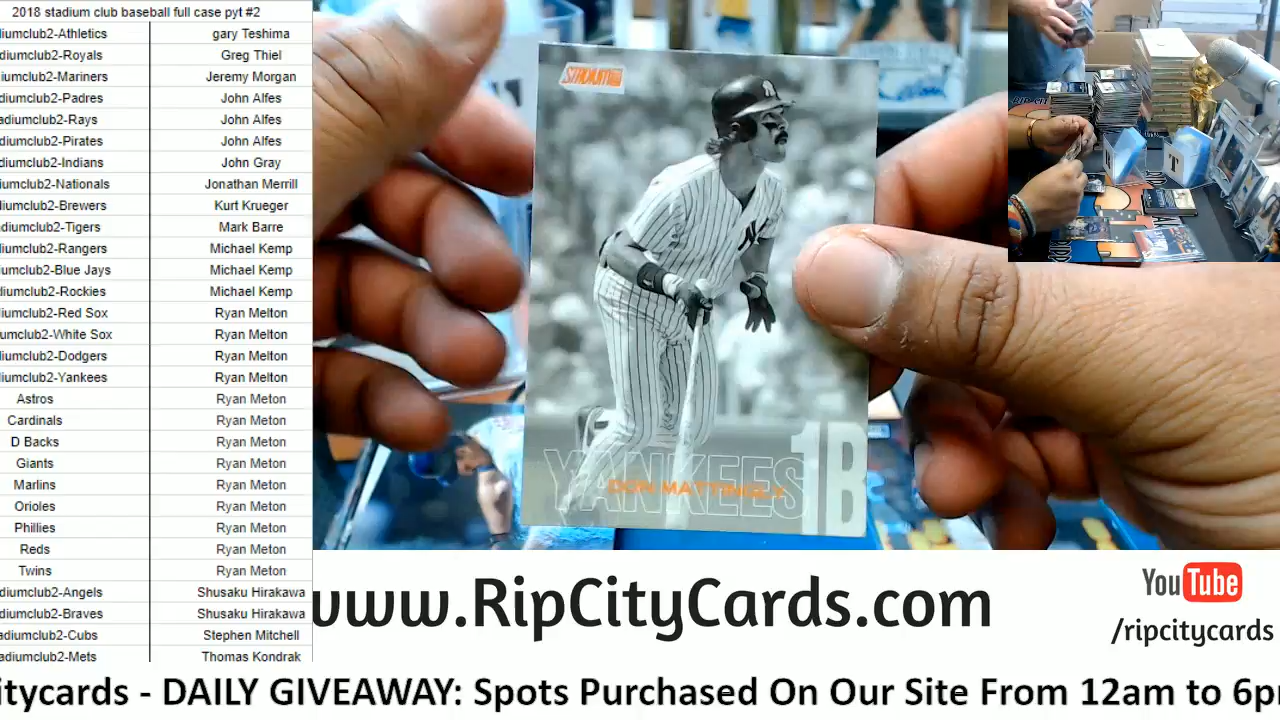 2018 stadium club baseball full case pyt #2
diumclub2-Athletics gary Teshima
diumclub2-Royals Greg Thiel
diumclub2-Mariners Jeremy Morgan
diumclub2-Padres John Alfes
adiumclub2-Rays John Alfes
diumclub2-Pirates John Alfes
diumclub2-Indians John Gray
diumclub2-Nationals Jonathan Merrill
diumclub2-Brewers Kurt Krueger
adiumclub2-Tigers Mark Barre
diumclub2-Rangers Michael Kemp
diumclub2-Blue Jays Michael Kemp
diumclub2-Rockies Michael Kemp
diumclub2-Red Sox Ryan Melton
umclub2-White Sox Ryan Melton
diumclub2-Dodgers Ryan Melton
diumclub2-Yankees Ryan Melton
Astros Ryan Meton
Cardinals Ryan Meton
D Backs Ryan Meton
Giants Ryan Meton
Marlins Ryan Meton
Orioles Ryan Meton
Phillies Ryan Meton
Reds Ryan Meton
Twins Ryan Meton
diumclub2-Angels Shusaku Hirakawa
diumclub2-Braves Shusaku Hirakawa
adiumclub2-Cubs Stephen Mitchell
adiumclub2-Mets Thomas Kondrak
STADIUM
YANKEES 1B
DON MATTINGLY
www.RipCityCards.com
YouTube
/ripcitycards
itycards - DAILY GIVEAWAY: Spots Purchased On Our Site From 12am to 6pm